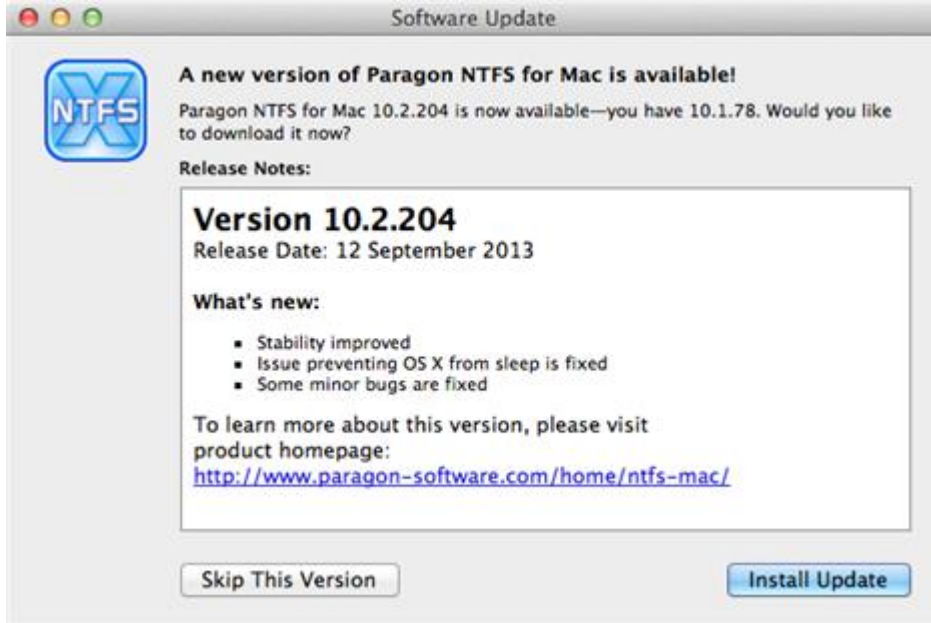 Software Update
NTFS
A new version of Paragon NTFS for Mac is available!
Paragon NTFS for Mac 10.2.204 is now available—you have 10.1.78. Would you like
to download it now?
Release Notes:
Version 10.2.204
Release Date: 12 September 2013
What's new:
▪ Stability improved
▪ Issue preventing OS X from sleep is fixed
▪ Some minor bugs are fixed
To learn more about this version, please visit
product homepage:
http://www.paragon-software.com/home/ntfs-mac/
Skip This Version
Install Update